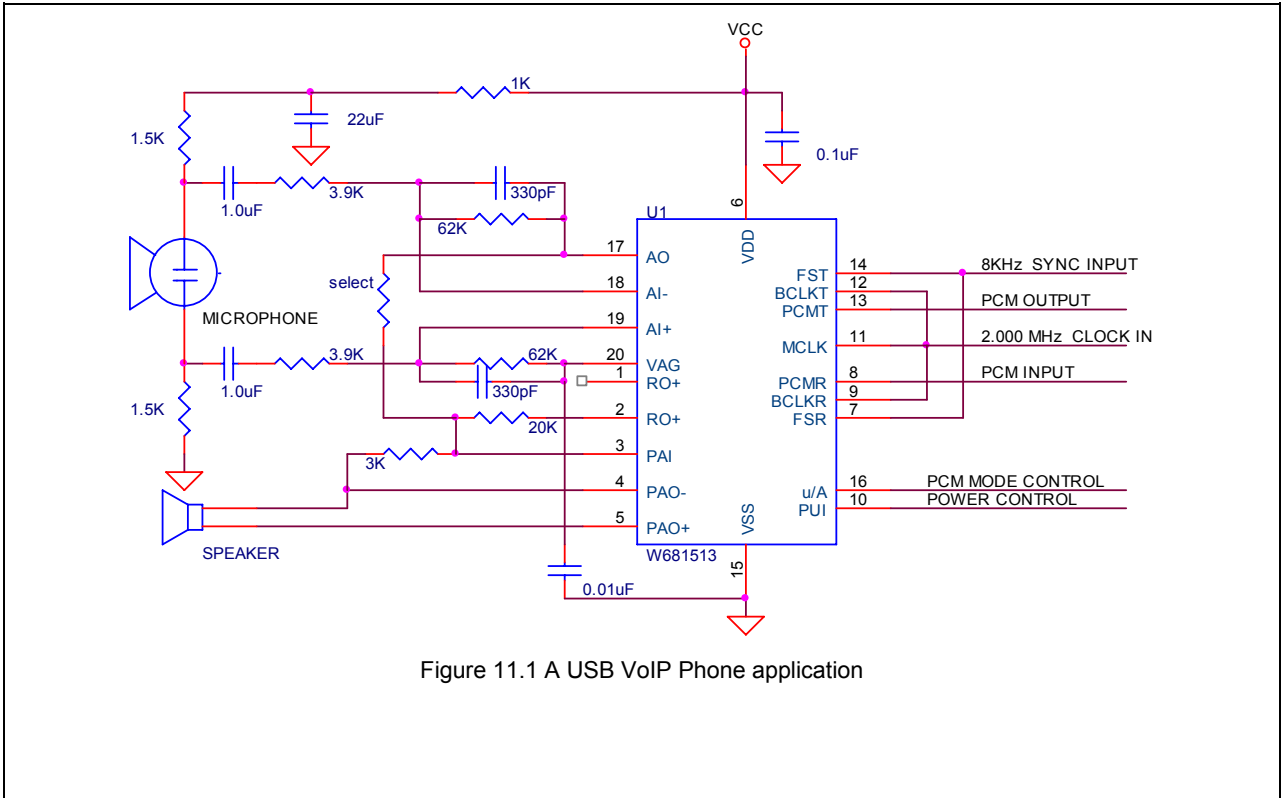 VCC
1K
22uF
1.5K
0.1uF
3.9K
330pF
1.0uF
6
U1
62K
VDD
17
AO
14
8KHz SYNC INPUT
FST
select
12
BCLKT
18
AI-
13
PCM OUTPUT
PCMT
MICROPHONE
19
AI+
11
2.000 MHz CLOCK IN
MCLK
3.9K
62K
20
VAG
1
RO+
8
PCM INPUT
PCMR
330pF
9
BCLKR
1.0uF
1.5K
7
FSR
2
RO+
20K
3K
3
PAI
4
PAO-
16
PCM MODE CONTROL
u/A
10
POWER CONTROL
PUI
5
PAO+
VSS
SPEAKER
W681513
15
0.01uF
Figure 11.1 A USB VoIP Phone application